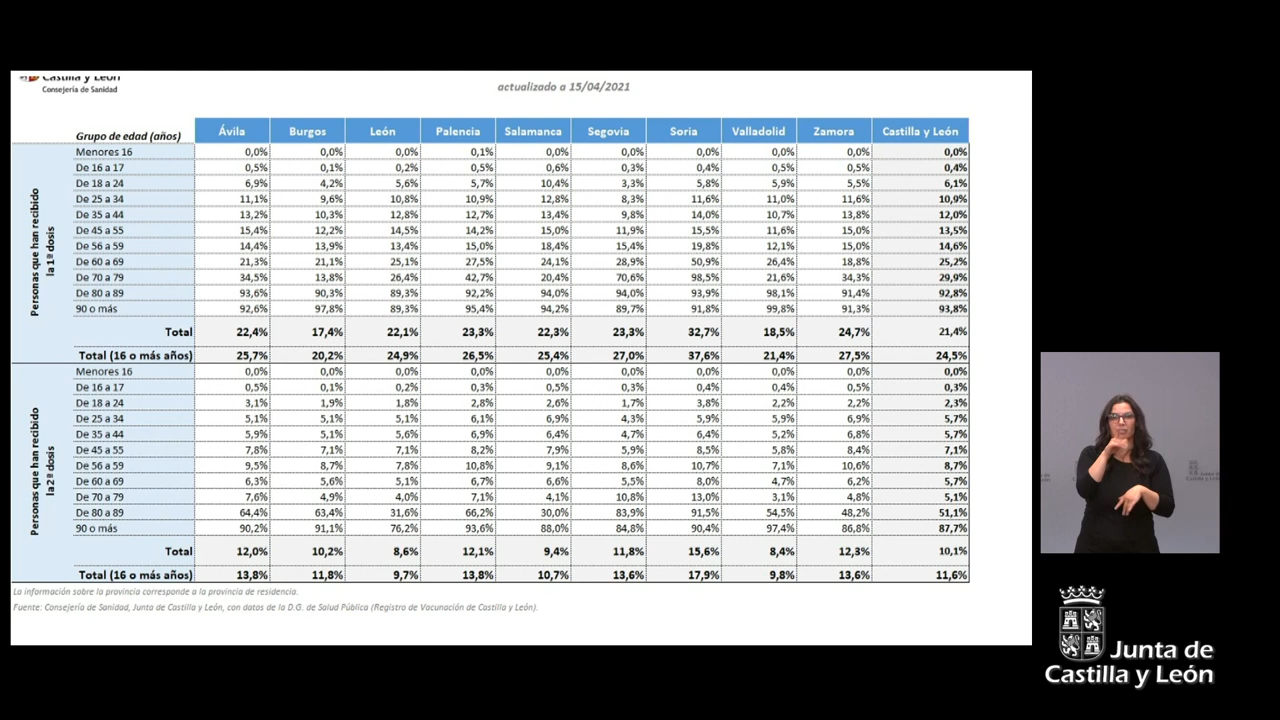 Castilla y León
Consejería de Sanidad
actualizado a 15/04/2021
Grupo de edad (años) Ávila Burgos León Palencia Salamanca Segovia Soria Valladolid Zamora Castilla y León
Personas que han recibido la 1ª dosis
Menores 16 0,0% 0,0% 0,0% 0,1% 0,0% 0,0% 0,0% 0,0% 0,0% 0,0%
De 16 a 17 0,5% 0,1% 0,2% 0,5% 0,6% 0,3% 0,4% 0,5% 0,5% 0,4%
De 18 a 24 6,9% 4,2% 5,6% 5,7% 10,4% 3,3% 5,8% 5,9% 5,5% 6,1%
De 25 a 34 11,1% 9,6% 10,8% 10,9% 12,8% 8,3% 11,6% 11,0% 11,6% 10,9%
De 35 a 44 13,2% 10,3% 12,8% 12,7% 13,4% 9,8% 14,0% 10,7% 13,8% 12,0%
De 45 a 55 15,4% 12,2% 14,5% 14,2% 15,0% 11,9% 15,5% 11,6% 15,0% 13,5%
De 56 a 59 14,4% 13,9% 13,4% 15,0% 18,4% 15,4% 19,8% 12,1% 15,0% 14,6%
De 60 a 69 21,3% 21,1% 25,1% 27,5% 24,1% 28,9% 50,9% 26,4% 18,8% 25,2%
De 70 a 79 34,5% 13,8% 26,4% 42,7% 20,4% 70,6% 98,5% 21,6% 34,3% 29,9%
De 80 a 89 93,6% 90,3% 89,3% 92,2% 94,0% 94,0% 93,9% 98,1% 91,4% 92,8%
90 o más 92,6% 97,8% 89,3% 95,4% 94,2% 89,7% 91,8% 99,8% 91,3% 93,8%
Total 22,4% 17,4% 22,1% 23,3% 22,3% 23,3% 32,7% 18,5% 24,7% 21,4%
Total (16 o más años) 25,7% 20,2% 24,9% 26,5% 25,4% 27,0% 37,6% 21,4% 27,5% 24,5%
Personas que han recibido la 2ª dosis
Menores 16 0,0% 0,0% 0,0% 0,0% 0,0% 0,0% 0,0% 0,0% 0,0% 0,0%
De 16 a 17 0,5% 0,1% 0,2% 0,3% 0,5% 0,3% 0,4% 0,4% 0,5% 0,3%
De 18 a 24 3,1% 1,9% 1,8% 2,8% 2,6% 1,7% 3,8% 2,2% 2,2% 2,3%
De 25 a 34 5,1% 5,1% 5,1% 6,1% 6,9% 4,3% 5,9% 5,9% 6,9% 5,7%
De 35 a 44 5,9% 5,1% 5,6% 6,9% 6,4% 4,7% 6,4% 5,2% 6,8% 5,7%
De 45 a 55 7,8% 7,1% 7,1% 8,2% 7,9% 5,9% 8,5% 5,8% 8,4% 7,1%
De 56 a 59 9,5% 8,7% 7,8% 10,8% 9,1% 8,6% 10,7% 7,1% 10,6% 8,7%
De 60 a 69 6,3% 5,6% 5,1% 6,7% 6,6% 5,5% 8,0% 4,7% 6,2% 5,7%
De 70 a 79 7,6% 4,9% 4,0% 7,1% 4,1% 10,8% 13,0% 3,1% 4,8% 5,1%
De 80 a 89 64,4% 63,4% 31,6% 66,2% 30,0% 83,9% 91,5% 54,5% 48,2% 51,1%
90 o más 90,2% 91,1% 76,2% 93,6% 88,0% 84,8% 90,4% 97,4% 86,8% 87,7%
Total 12,0% 10,2% 8,6% 12,1% 9,4% 11,8% 15,6% 8,4% 12,3% 10,1%
Total (16 o más años) 13,8% 11,8% 9,7% 13,8% 10,7% 13,6% 17,9% 9,8% 13,6% 11,6%
La información sobre la provincia corresponde a la provincia de residencia.
Fuente: Consejería de Sanidad, Junta de Castilla y León, con datos de la D.G. de Salud Pública (Registro de Vacunación de Castilla y León).
Junta de
Castilla y León